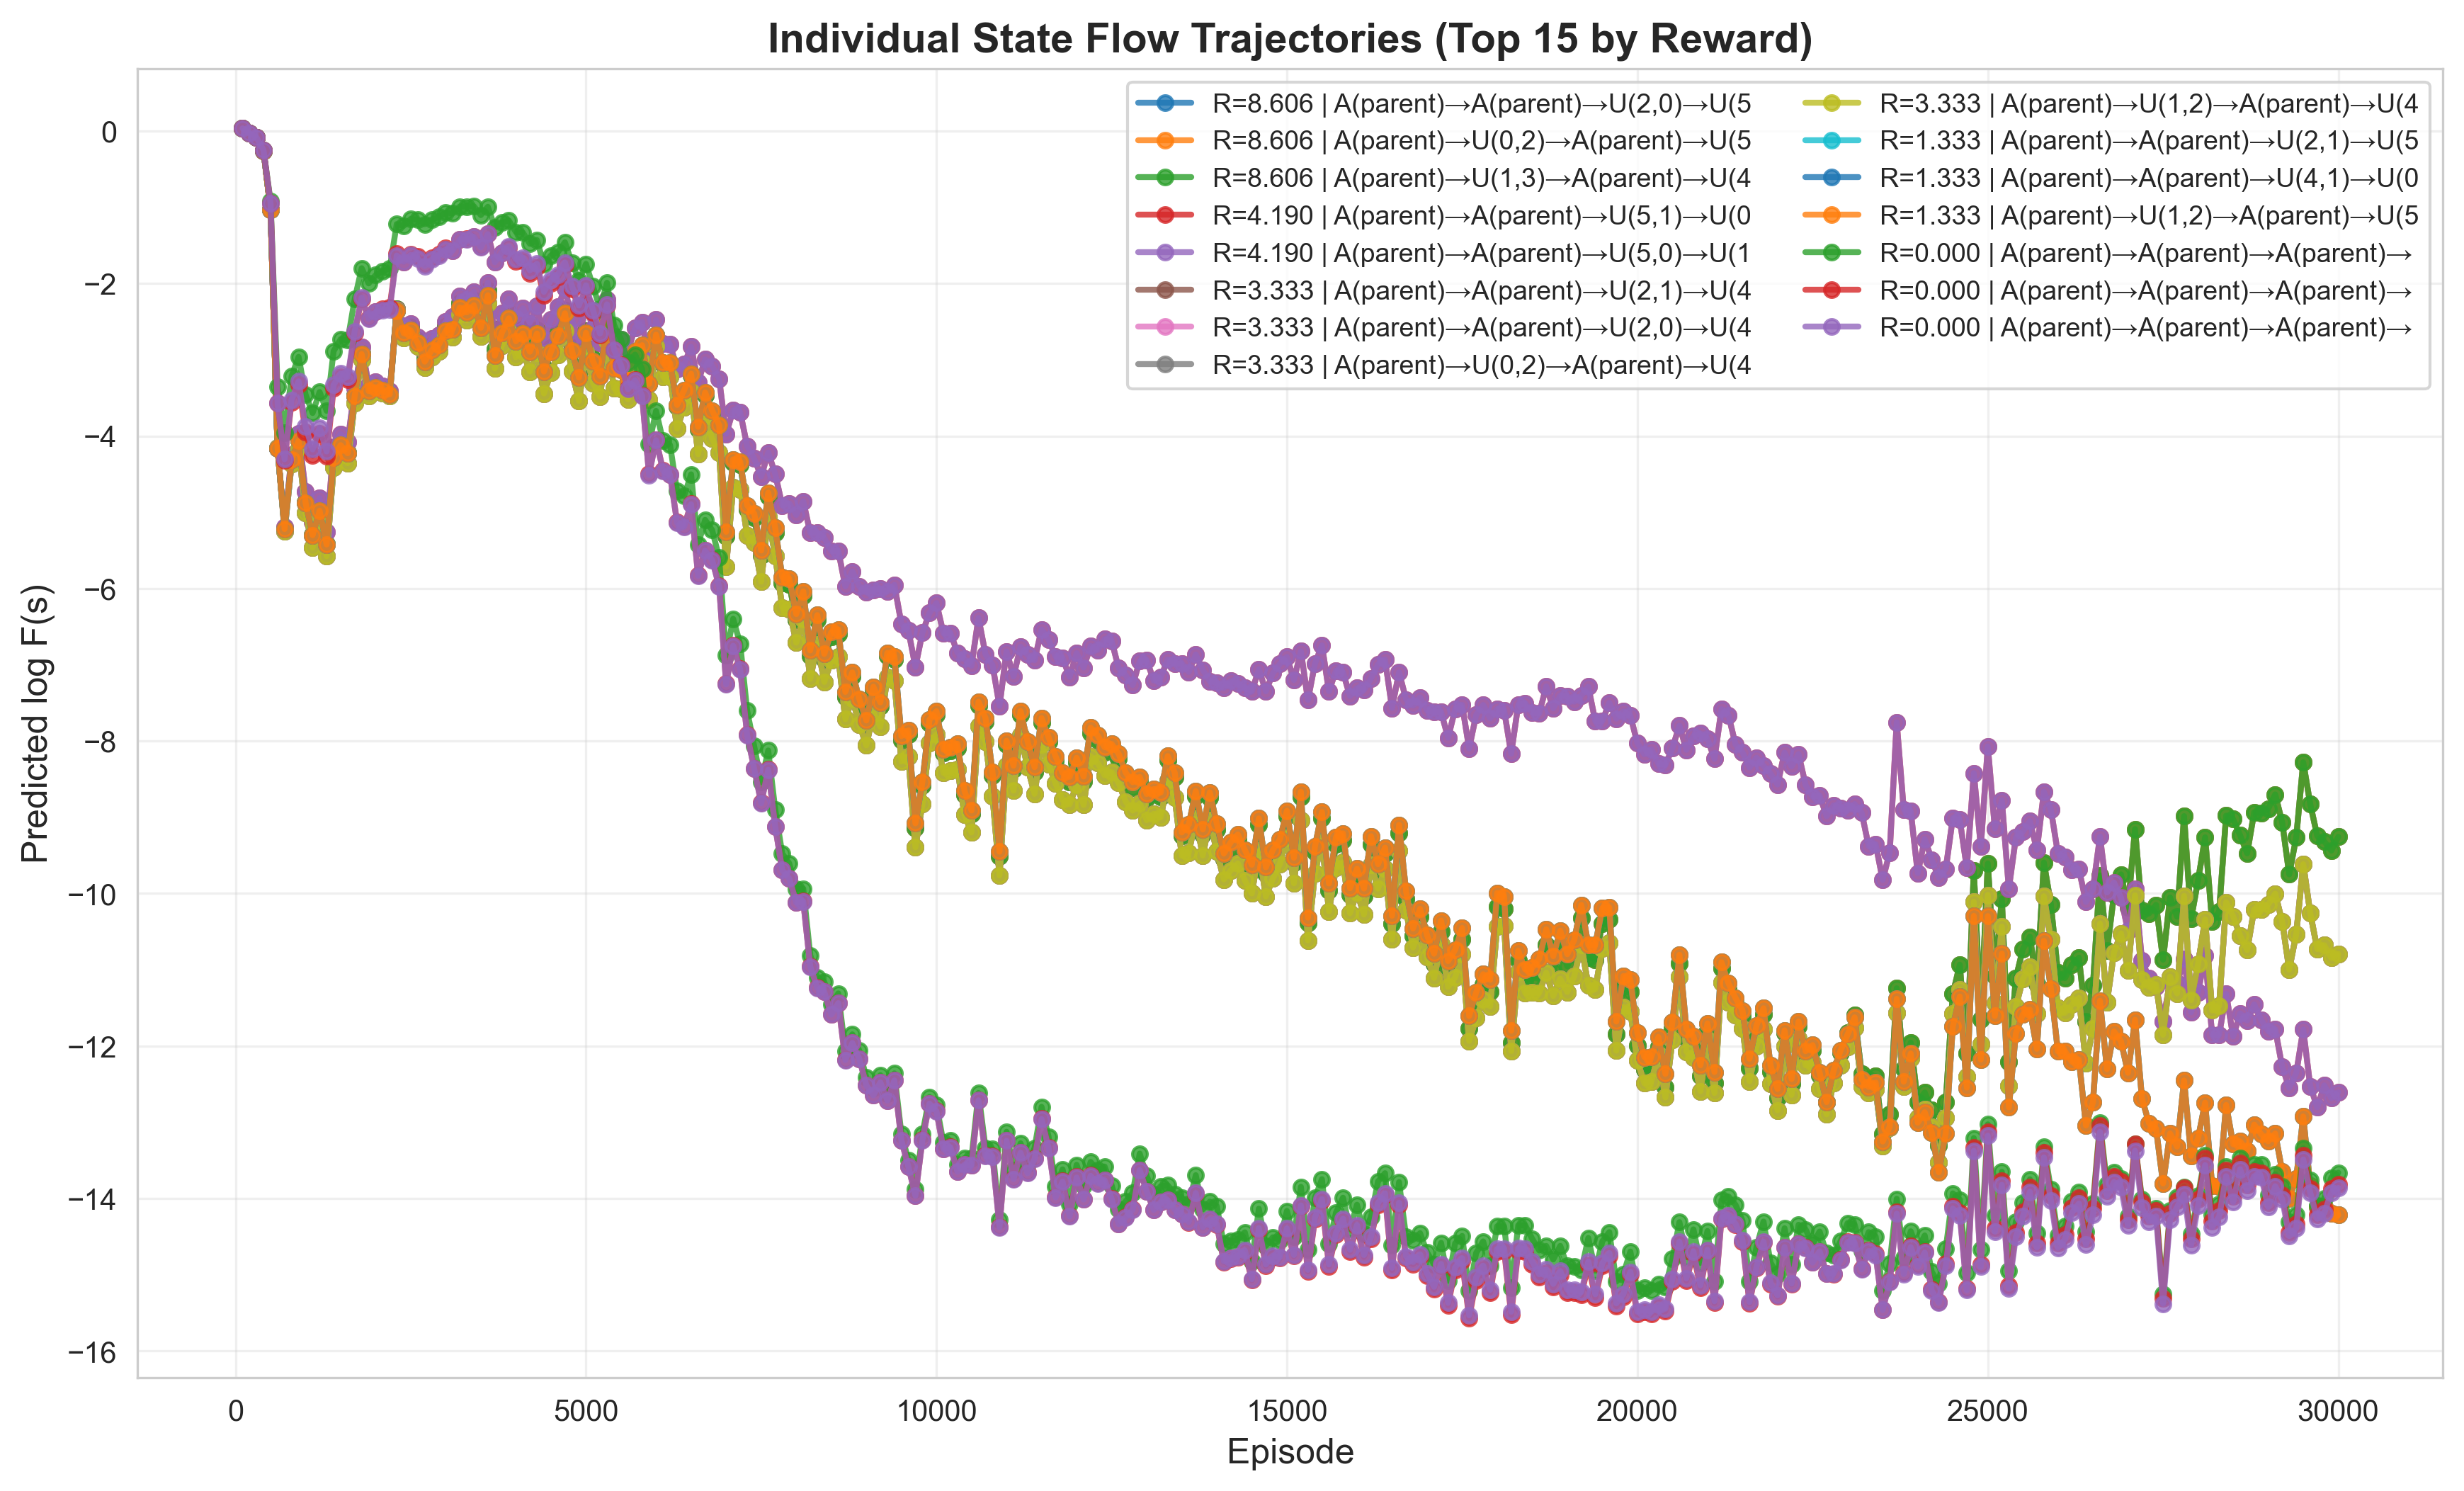 Individual State Flow Trajectories (Top 15 by Reward)
R=8.606 | A(parent)→A(parent)→U(2,0)→U(5
R=8.606 | A(parent)→U(0,2)→A(parent)→U(5
R=8.606 | A(parent)→U(1,3)→A(parent)→U(4
R=4.190 | A(parent)→A(parent)→U(5,1)→U(0
R=4.190 | A(parent)→A(parent)→U(5,0)→U(1
R=3.333 | A(parent)→A(parent)→U(2,1)→U(4
R=3.333 | A(parent)→A(parent)→U(2,0)→U(4
R=3.333 | A(parent)→U(0,2)→A(parent)→U(4
R=3.333 | A(parent)→U(1,2)→A(parent)→U(4
R=1.333 | A(parent)→A(parent)→U(2,1)→U(5
R=1.333 | A(parent)→A(parent)→U(4,1)→U(0
R=1.333 | A(parent)→U(1,2)→A(parent)→U(5
R=0.000 | A(parent)→A(parent)→A(parent)→
R=0.000 | A(parent)→A(parent)→A(parent)→
R=0.000 | A(parent)→A(parent)→A(parent)→
Predicted log F(s)
0
−2
−4
−6
−8
−10
−12
−14
−16
0 5000 10000 15000 20000 25000 30000
Episode